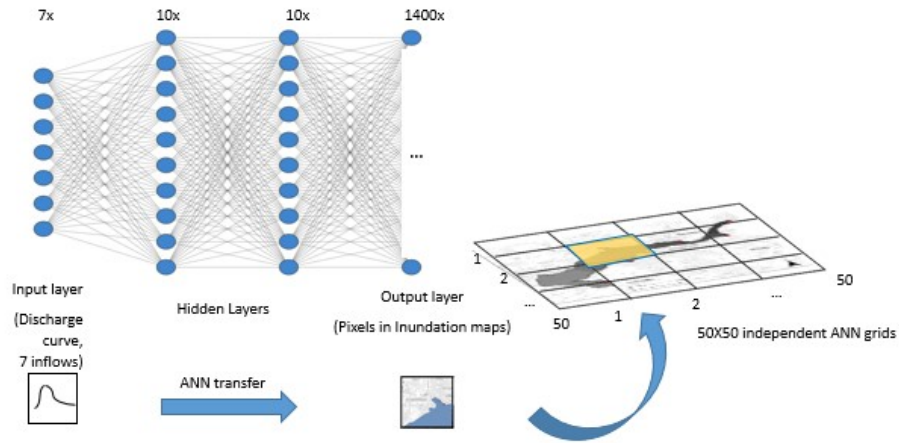 7x
10x
10x
1400x
...
Input layer
(Discharge
curve,
7 inflows)
Hidden Layers
Output layer
(Pixels in Inundation maps)
ANN transfer
1
2
...
50
1
2
...
50
50X50 independent ANN grids